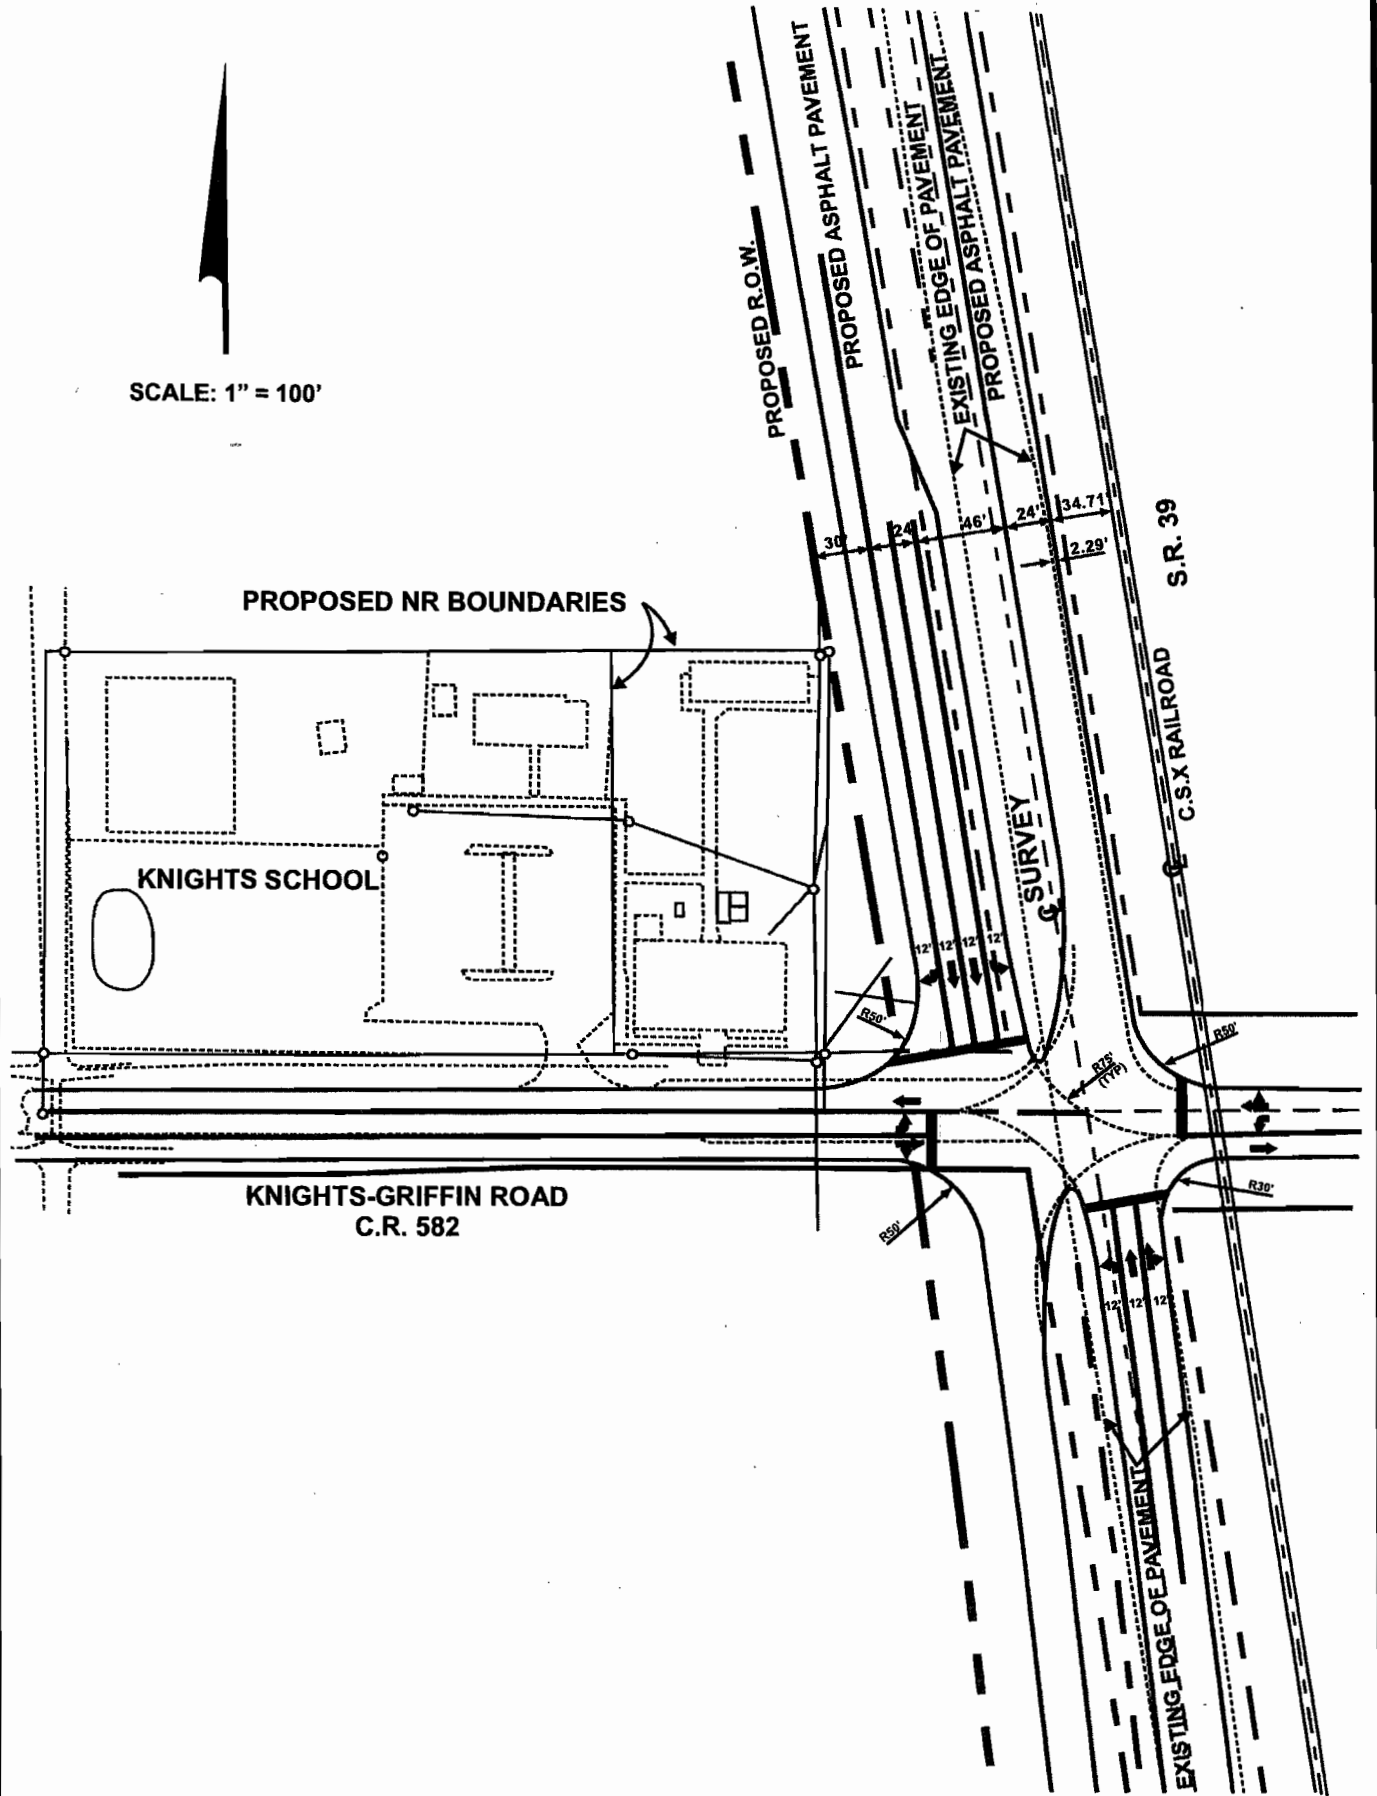 PROPOSED ASPHALT PAVEMENT
EXISTING EDGE OF PAVEMENT
PROPOSED ASPHALT PAVEMENT
PROPOSED R.O.W.
SCALE: 1” = 100’
30'
24'
46'
24'
34.71'
2.29'
S.R. 39
PROPOSED NR BOUNDARIES
C.S.X RAILROAD
℄
SURVEY
℄
KNIGHTS SCHOOL
12' 12' 12' 12'
R50'
R50'
R75'
(TYP)
KNIGHTS-GRIFFIN ROAD
C.R. 582
R50'
R30'
12' 12' 12'
EXISTING EDGE OF PAVEMENT